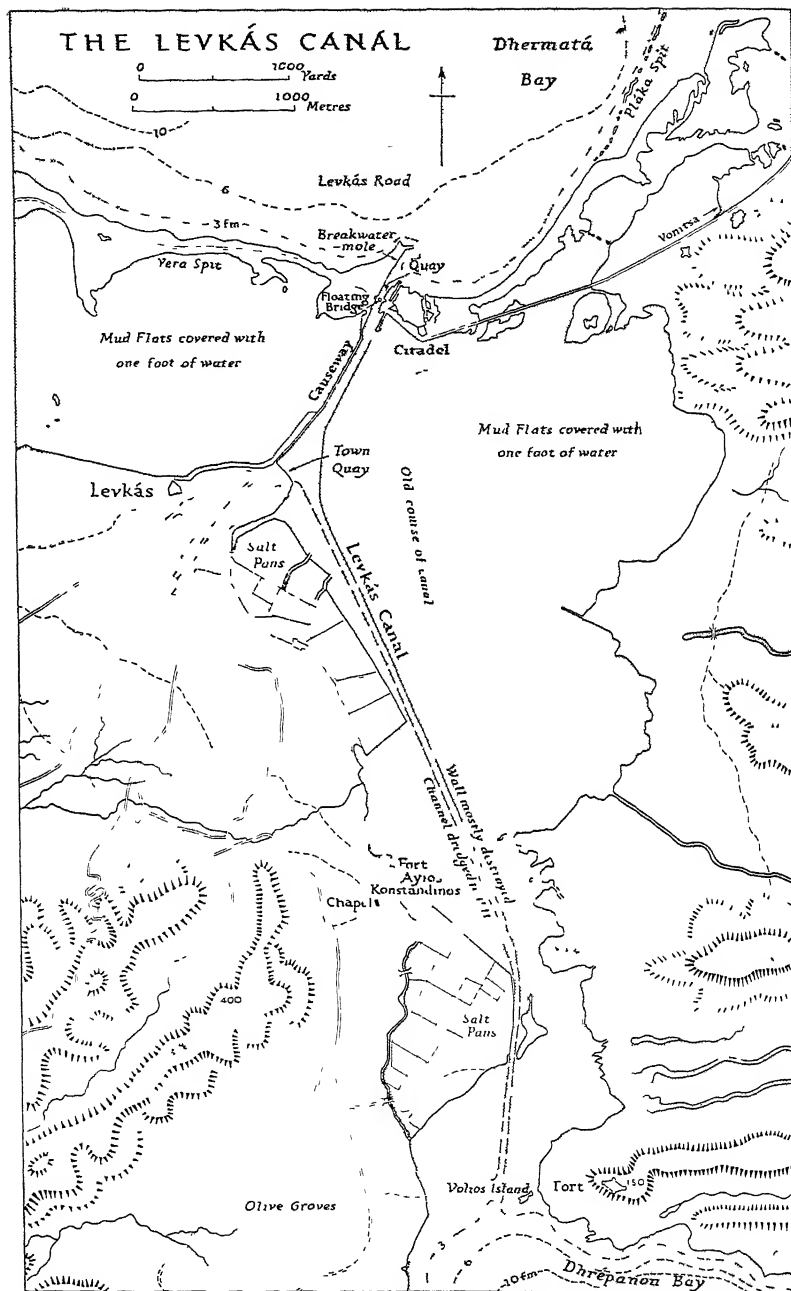 THE LEVKÁS CANAL
0 1000
Yards
0 1000
Metres
Dhermatá
Bay
Pláka Spit
10
6
Levkás Road
3 fm
Breakwater
mole
Quay
Vonitsa
Yera Spit
Floating
Bridge
Citadel
Mud Flats covered with
one foot of water
Causeway
Mud Flats covered with
one foot of water
Town
Quay
Levkás
Old course of canal
Salt
Pans
Levkás Canal
Wall mostly destroyed
Channel dredged
Fort
Ayios
Konstandinos
Chapel
400
Salt
Pans
Volios Island
Fort
150
Olive Groves
3
6
10 fm
Dhrépanon Bay